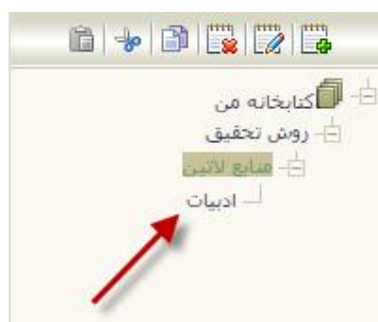 کتابخانه من
روش تحقیق
منابع لاتین
ادبیات